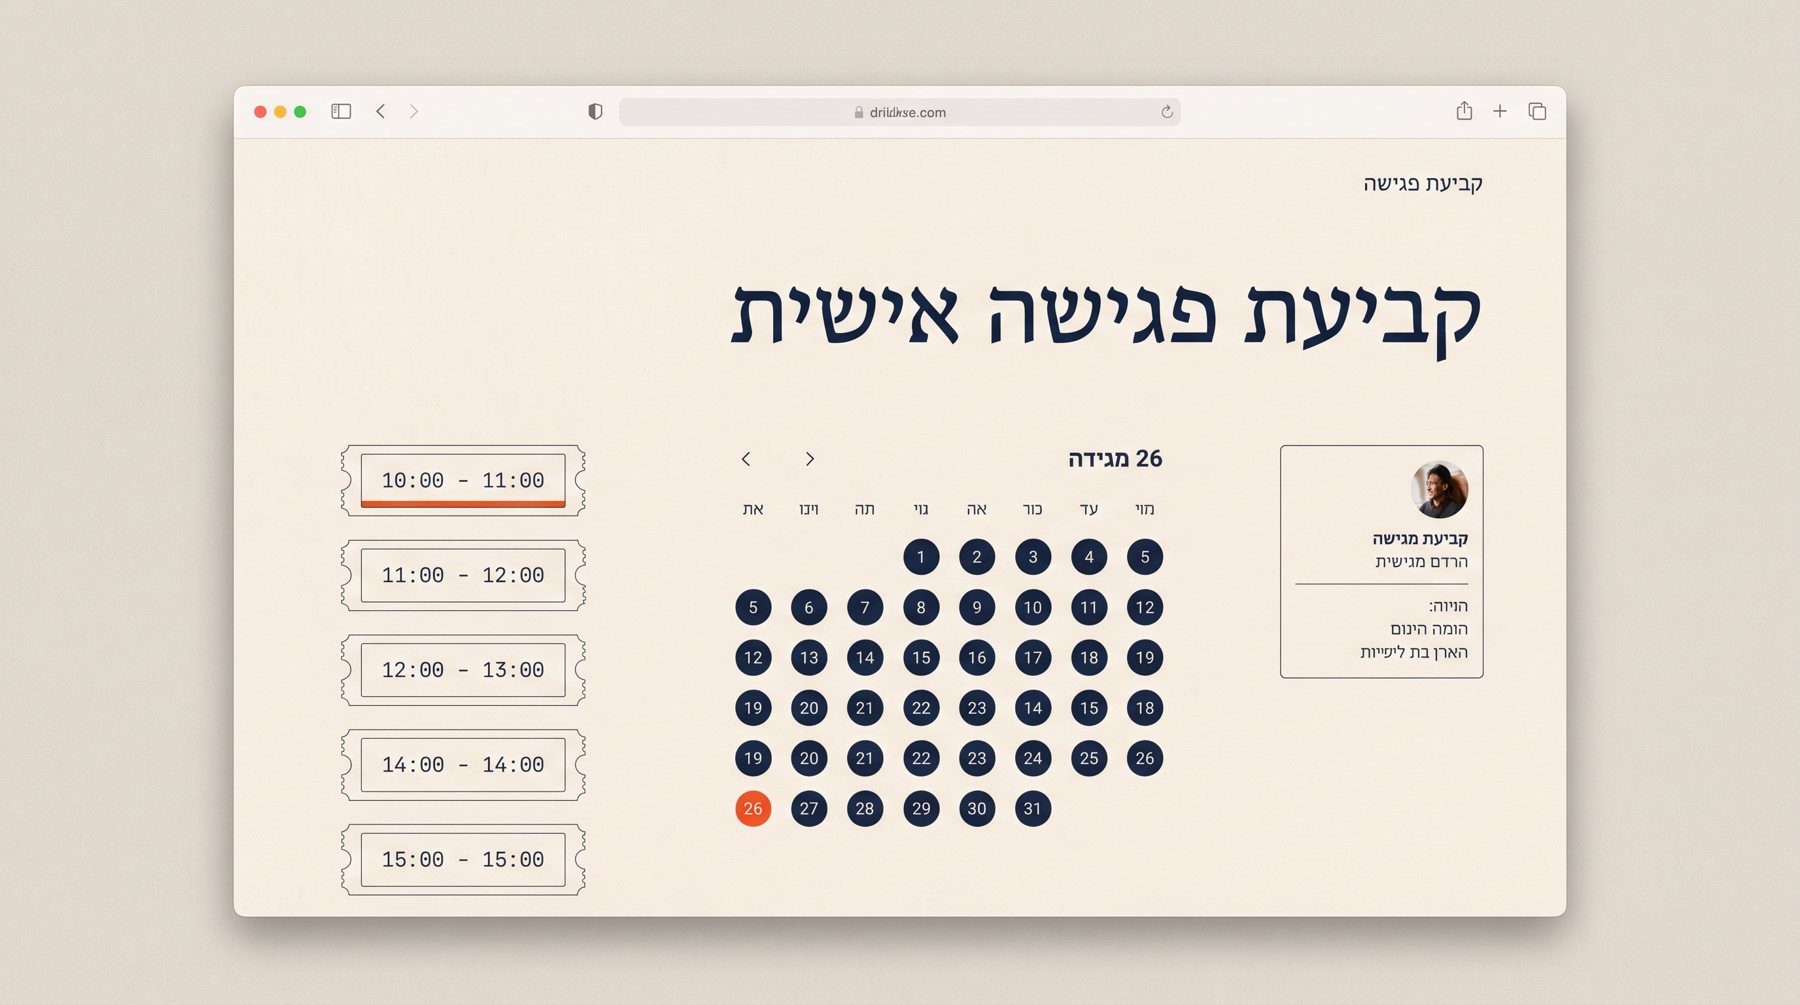 קביעת פגישה
קביעת פגישה אישית
26 מגידה
מוי עד כור אה גוי תה וינו את
1 2 3 4 5
5 6 7 8 9 10 11 12
12 13 14 15 16 17 18 19
19 20 21 22 23 14 15 18
19 20 21 22 23 24 25 26
26 27 28 29 30 31
קביעת מגישה
הרדם מגישית
הניוה:
הומה הינום
הארן בת ליפייות
10:00 - 11:00
11:00 - 12:00
12:00 - 13:00
14:00 - 14:00
15:00 - 15:00